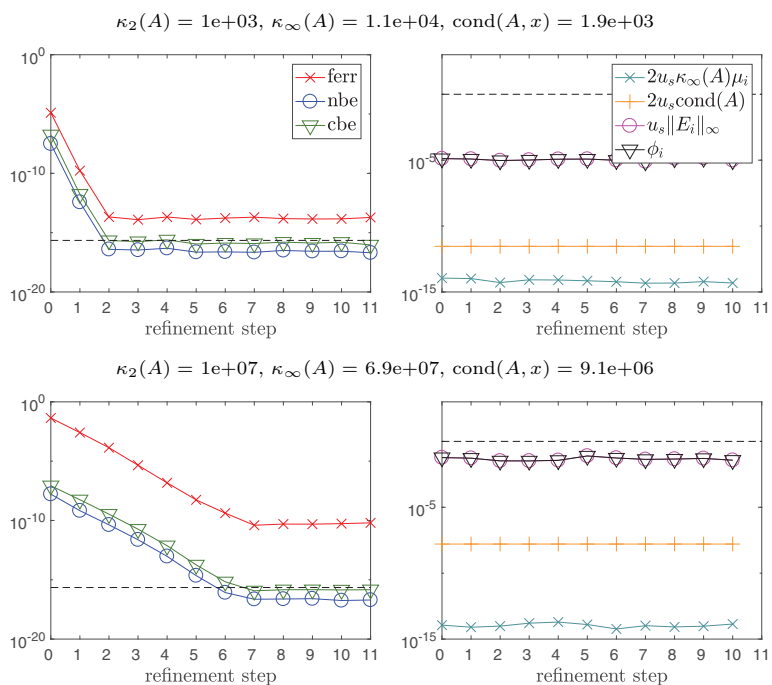 κ₂(A) = 1e+03, κ∞(A) = 1.1e+04, cond(A, x) = 1.9e+03
10⁰
10⁻¹⁰
10⁻²⁰
ferr
nbe
cbe
0 1 2 3 4 5 6 7 8 9 10 11
refinement step
2uₛκ∞(A)μᵢ
2uₛcond(A)
uₛ‖Eᵢ‖∞
ϕᵢ
10⁻⁵
10⁻¹⁵
0 1 2 3 4 5 6 7 8 9 10 11
refinement step
κ₂(A) = 1e+07, κ∞(A) = 6.9e+07, cond(A, x) = 9.1e+06
10⁰
10⁻¹⁰
10⁻²⁰
0 1 2 3 4 5 6 7 8 9 10 11
refinement step
10⁻⁵
10⁻¹⁵
0 1 2 3 4 5 6 7 8 9 10 11
refinement step